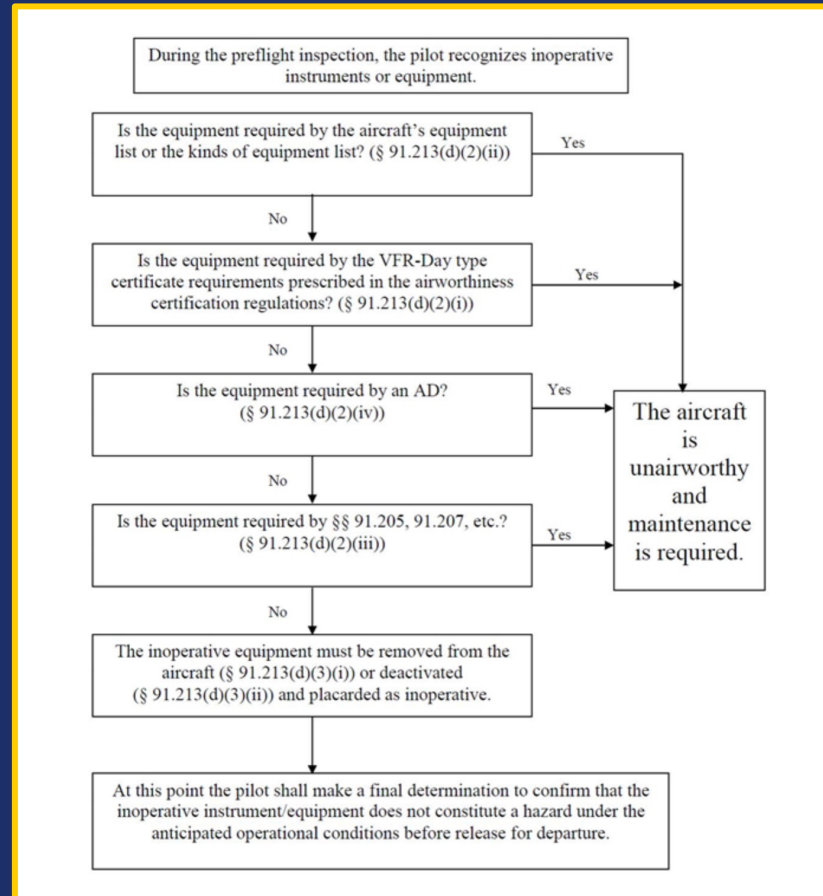 During the preflight inspection, the pilot recognizes inoperative
instruments or equipment.
Is the equipment required by the aircraft's equipment
list or the kinds of equipment list? (§ 91.213(d)(2)(ii))
Yes
No
Is the equipment required by the VFR-Day type
certificate requirements prescribed in the airworthiness
certification regulations? (§ 91.213(d)(2)(i))
Yes
No
Is the equipment required by an AD?
(§ 91.213(d)(2)(iv))
Yes
The aircraft
is
unairworthy
and
maintenance
is required.
No
Is the equipment required by §§ 91.205, 91.207, etc.?
(§ 91.213(d)(2)(iii))
Yes
No
The inoperative equipment must be removed from the
aircraft (§ 91.213(d)(3)(i)) or deactivated
(§ 91.213(d)(3)(ii)) and placarded as inoperative.
At this point the pilot shall make a final determination to confirm that the
inoperative instrument/equipment does not constitute a hazard under the
anticipated operational conditions before release for departure.